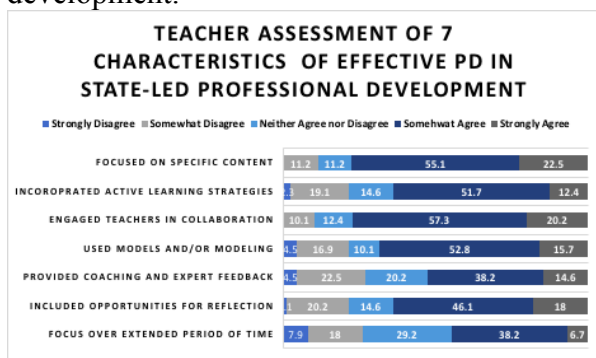 development.
TEACHER ASSESSMENT OF 7
CHARACTERISTICS OF EFFECTIVE PD IN
STATE-LED PROFESSIONAL DEVELOPMENT
Strongly Disagree Somewhat Disagree Neither Agree nor Disagree Somehwat Agree Strongly Agree
FOCUSED ON SPECIFIC CONTENT 11.2 11.2 55.1 22.5
INCOROPRATED ACTIVE LEARNING STRATEGIES 19.1 14.6 51.7 12.4
ENGAGED TEACHERS IN COLLABORATION 10.1 12.4 57.3 20.2
USED MODELS AND/OR MODELING 4.5 16.9 10.1 52.8 15.7
PROVIDED COACHING AND EXPERT FEEDBACK 4.5 22.5 20.2 38.2 14.6
INCLUDED OPPORTUNITIES FOR REFLECTION 20.2 14.6 46.1 18
FOCUS OVER EXTENDED PERIOD OF TIME 7.9 18 29.2 38.2 6.7